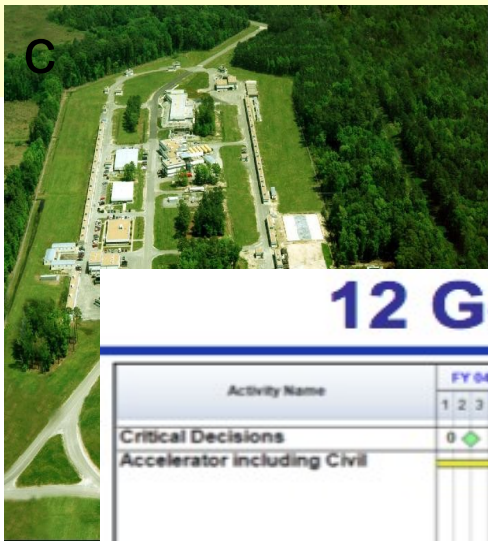 C
12 G
Activity Name
FY 04
1 2 3
Critical Decisions
0
Accelerator including Civil